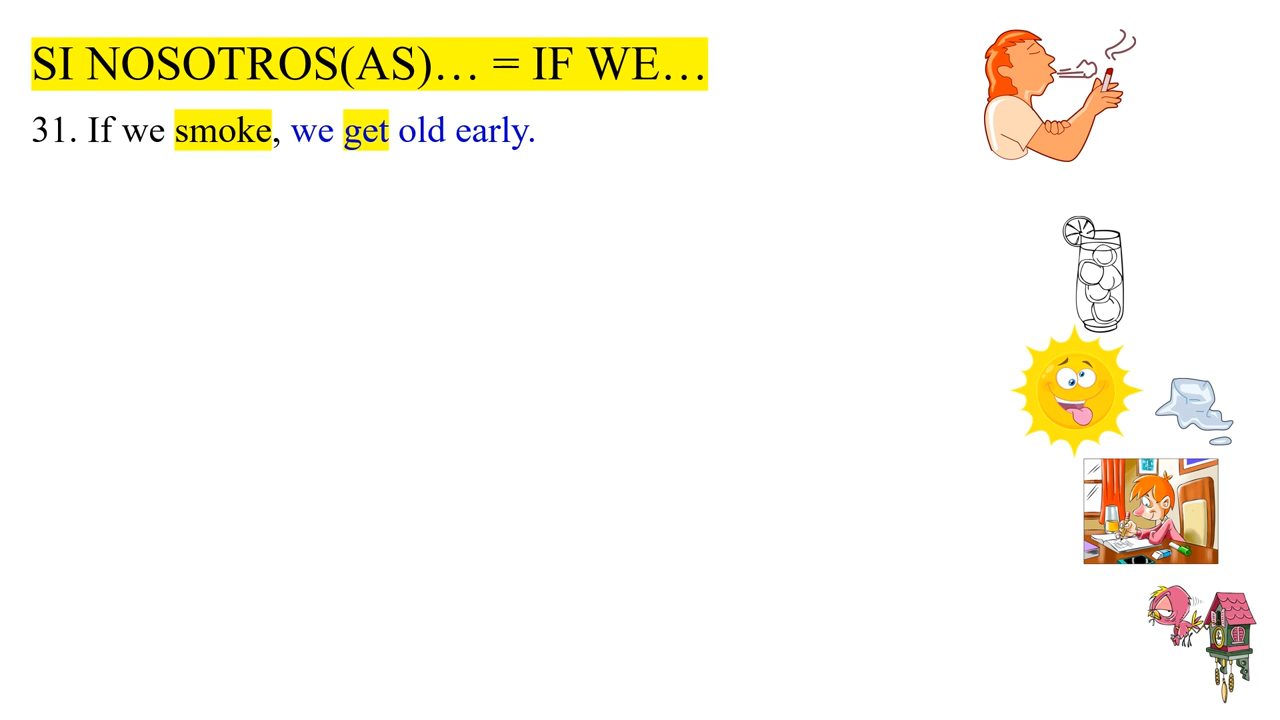 SI NOSOTROS(AS)… = IF WE…
31. If we smoke, we get old early.